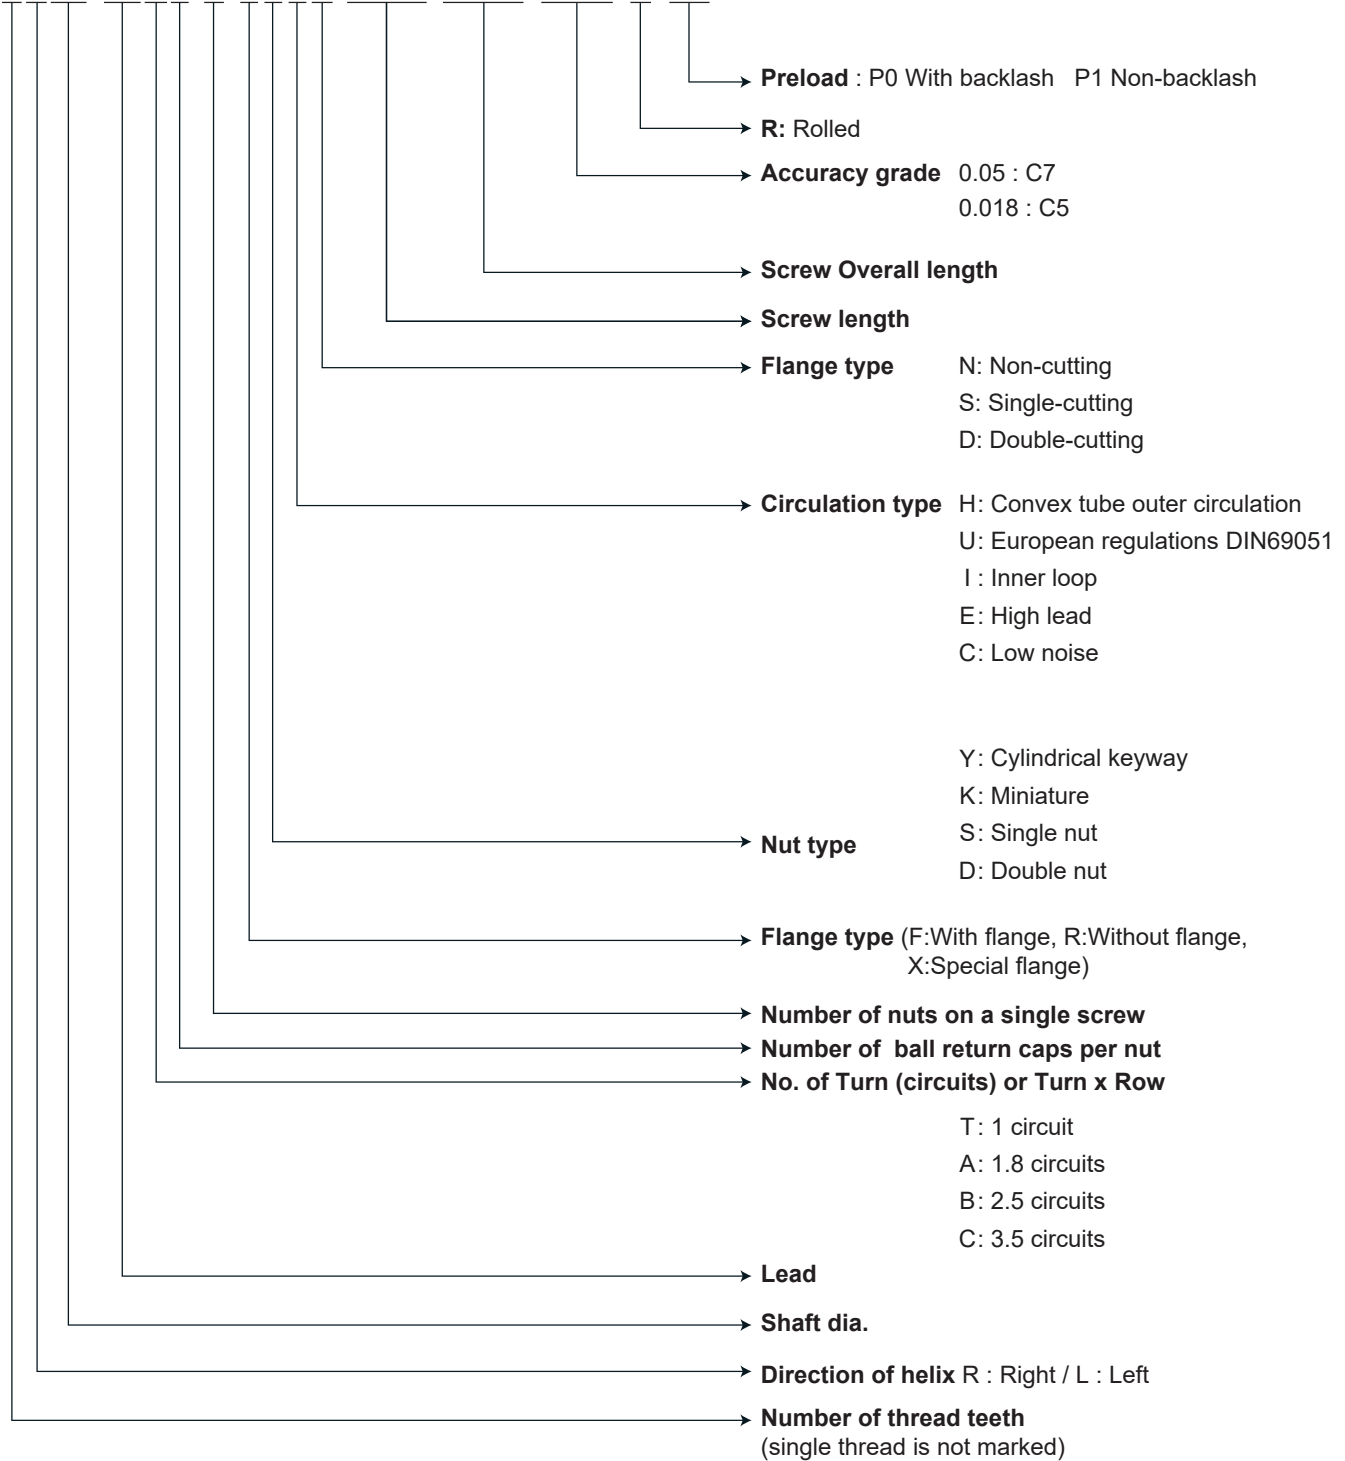 Preload : P0 With backlash P1 Non-backlash
R: Rolled
Accuracy grade 0.05 : C7
0.018 : C5
Screw Overall length
Screw length
Flange type N: Non-cutting
S: Single-cutting
D: Double-cutting
Circulation type H: Convex tube outer circulation
U: European regulations DIN69051
I : Inner loop
E: High lead
C: Low noise
Y: Cylindrical keyway
K: Miniature
S: Single nut
Nut type
D: Double nut
Flange type (F:With flange, R:Without flange,
X:Special flange)
Number of nuts on a single screw
Number of ball return caps per nut
No. of Turn (circuits) or Turn x Row
T: 1 circuit
A: 1.8 circuits
B: 2.5 circuits
C: 3.5 circuits
Lead
Shaft dia.
Direction of helix R : Right / L : Left
Number of thread teeth
(single thread is not marked)